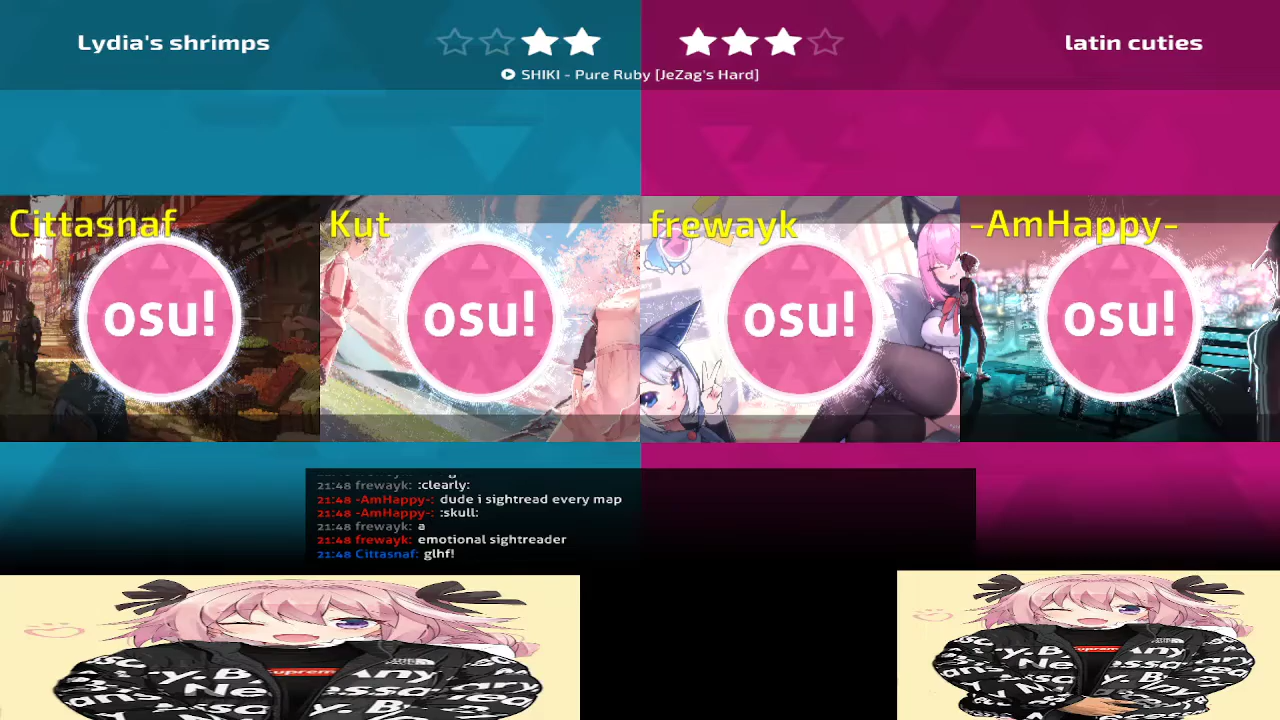 Lydia's shrimps
latin cuties
SHIKI - Pure Ruby [JeZag's Hard]
Cittasnaf
Kut
frewayk
-AmHappy-
osu!
osu!
osu!
osu!
21:48 frewayk: :clearly:
21:48 -AmHappy-: dude i sightread every map
21:48 -AmHappy-: :skull:
21:48 frewayk: a
21:48 frewayk: emotional sightreader
21:48 Cittasnaf: glhf!